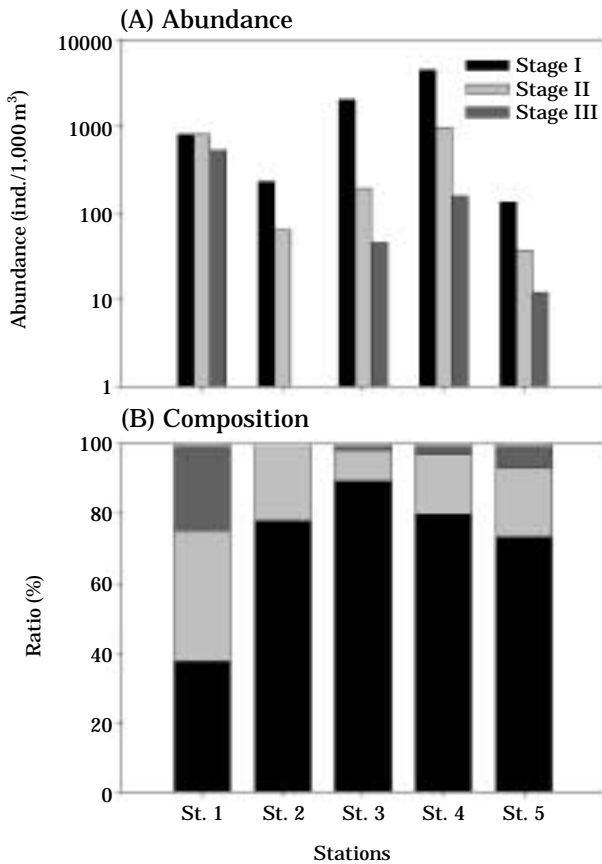 (A) Abundance
10000
1000
100
10
1
Abundance (ind./1,000 m³)
Stage I
Stage II
Stage III
(B) Composition
100
80
60
40
20
0
Ratio (%)
St. 1 St. 2 St. 3 St. 4 St. 5
Stations